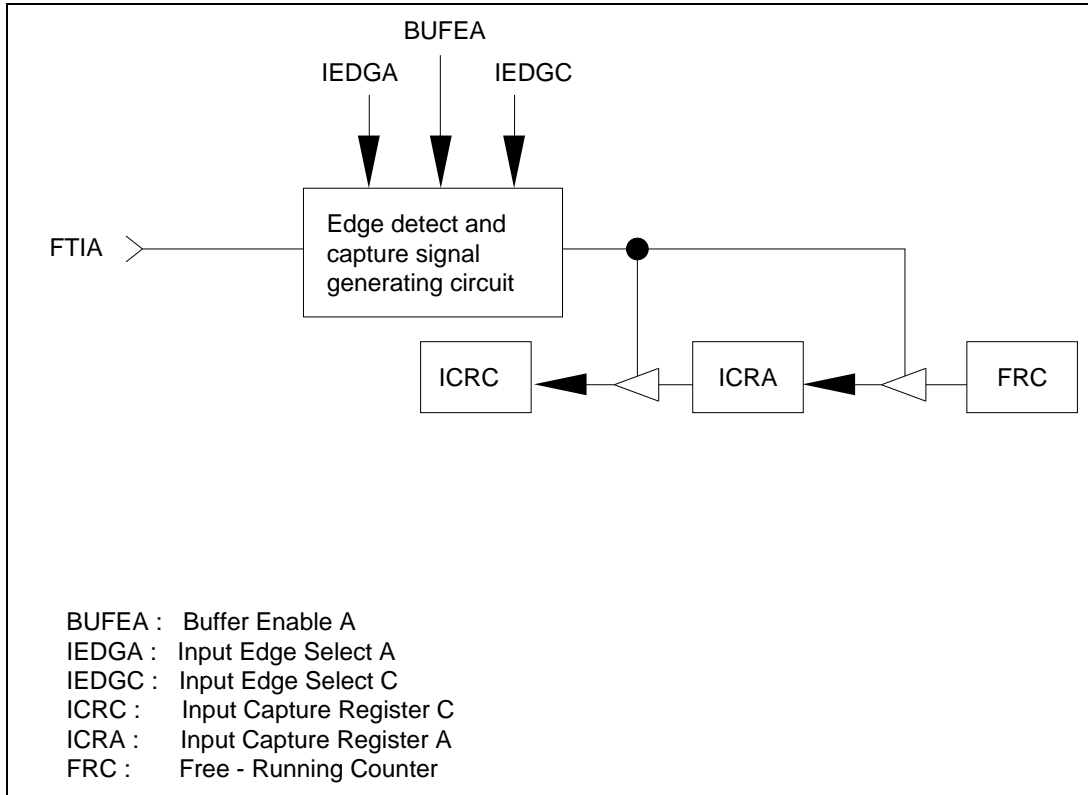 BUFEA
IEDGA
IEDGC
FTIA
Edge detect and
capture signal
generating circuit
ICRC
ICRA
FRC
BUFEA : Buffer Enable A
IEDGA : Input Edge Select A
IEDGC : Input Edge Select C
ICRC : Input Capture Register C
ICRA : Input Capture Register A
FRC : Free - Running Counter